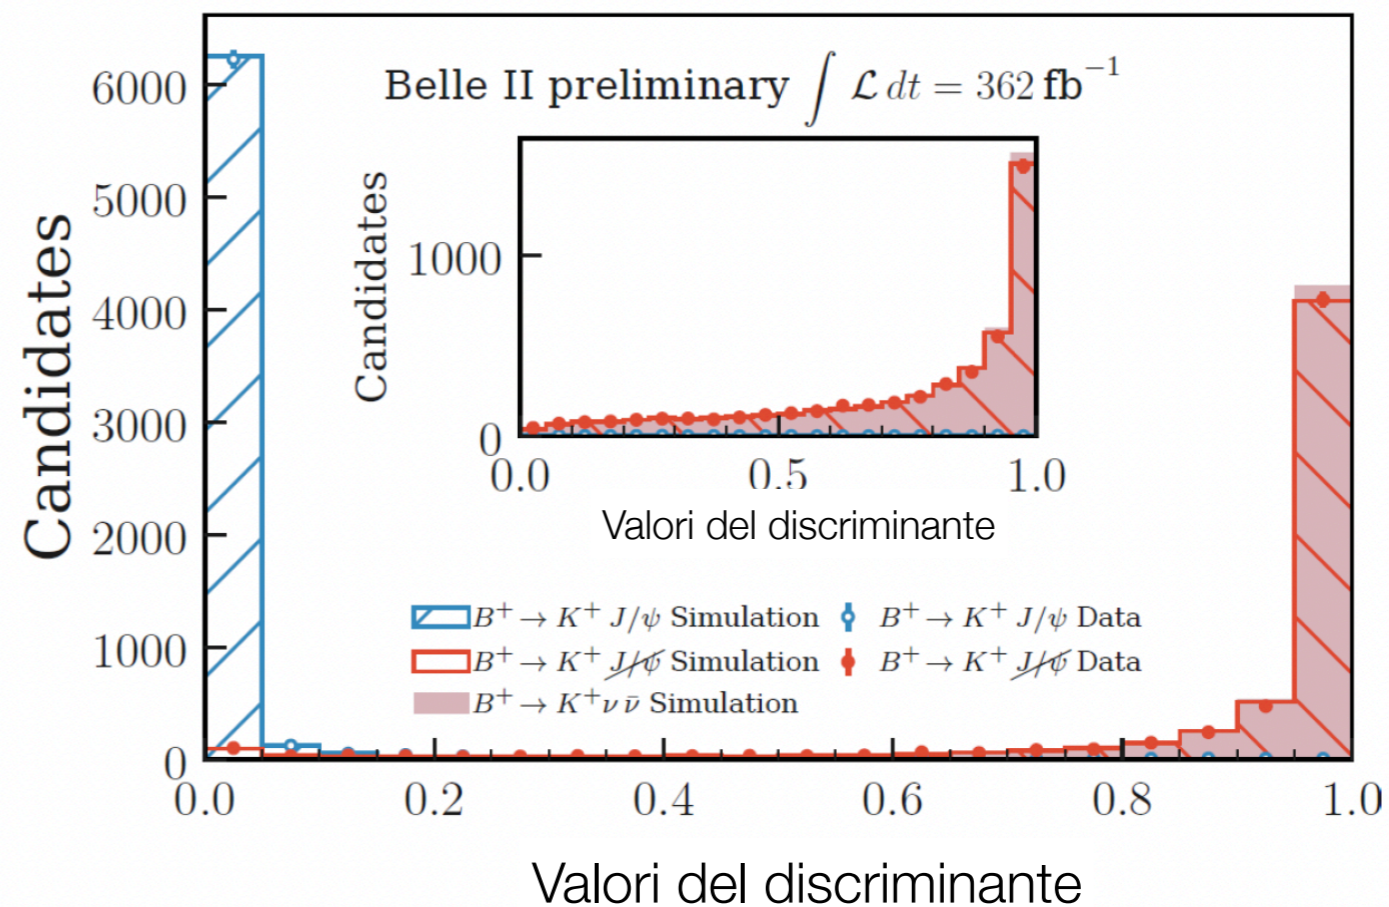 Belle II preliminary ∫ ℒ dt = 362 fb⁻¹
Candidates
6000
5000
4000
3000
2000
1000
0
0.0 0.2 0.4 0.6 0.8 1.0
Valori del discriminante
Candidates
1000
0
0.0 0.5 1.0
Valori del discriminante
B⁺ → K⁺ J/ψ Simulation B⁺ → K⁺ J/ψ Data
B⁺ → K⁺ J/ψ Simulation B⁺ → K⁺ J/ψ Data
B⁺ → K⁺ν ν̄ Simulation